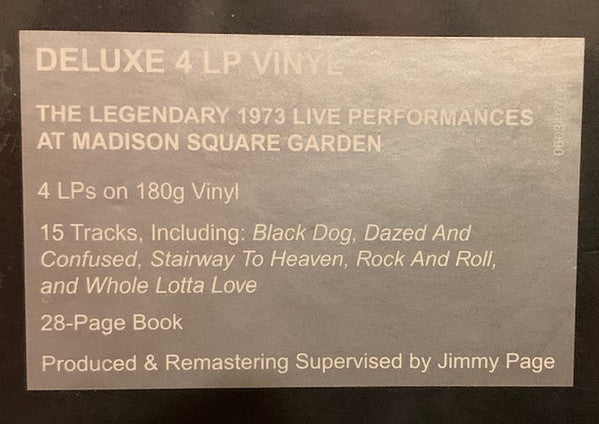 DELUXE 4 LP VINYL
THE LEGENDARY 1973 LIVE PERFORMANCES
AT MADISON SQUARE GARDEN
4 LPs on 180g Vinyl
15 Tracks, Including: Black Dog, Dazed And
Confused, Stairway To Heaven, Rock And Roll,
and Whole Lotta Love
28-Page Book
Produced & Remastering Supervised by Jimmy Page